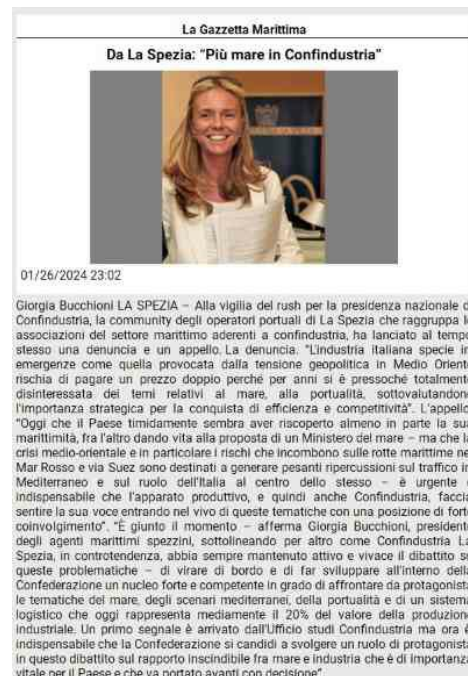 La Gazzetta Marittima
Da La Spezia: "Più mare in Confindustria"
01/26/2024 23:02
Giorgia Bucchioni LA SPEZIA – Alla vigilia del rush per la presidenza nazionale d
Confindustria, la community degli operatori portuali di La Spezia che raggruppa l
associazioni del settore marittimo aderenti a confindustria, ha lanciato al tempo
stesso una denuncia e un appello. La denuncia. "L'industria italiana specie in
emergenze come quella provocata dalla tensione geopolitica in Medio Orient
rischia di pagare un prezzo doppio perché per anni si è pressoché totalment
disinteressata dei temi relativi al mare, alla portualità, sottovalutando
l'importanza strategica per la conquista di efficienza e competitività". L'appello
"Oggi che il Paese timidamente sembra aver riscoperto almeno in parte la sua
marittimità, fra l'altro dando vita alla proposta di un Ministero del mare – ma che la
crisi medio-orientale e in particolare i rischi che incombono sulle rotte marittime ne
Mar Rosso e via Suez sono destinati a generare pesanti ripercussioni sul traffico in
Mediterraneo e sul ruolo dell'Italia al centro dello stesso – è urgente e
indispensabile che l'apparato produttivo, e quindi anche Confindustria, faccia
sentire la sua voce entrando nel vivo di queste tematiche con una posizione di forte
coinvolgimento". "È giunto il momento – afferma Giorgia Bucchioni, president
degli agenti marittimi spezzini, sottolineando per altro come Confindustria La
Spezia, in controtendenza, abbia sempre mantenuto attivo e vivace il dibattito s
queste problematiche – di virare di bordo e di far sviluppare all'interno della
Confederazione un nucleo forte e competente in grado di affrontare da protagonist
le tematiche del mare, degli scenari mediterranei, della portualità e di un sistema
logistico che oggi rappresenta mediamente il 20% del valore della produzione
industriale. Un primo segnale è arrivato dall'Ufficio studi Confindustria ma ora è
indispensabile che la Confederazione si candidi a svolgere un ruolo di protagonist
in questo dibattito sul rapporto inscindibile fra mare e industria che è di importanza
vitale per il Paese e che va portato avanti con decisione".